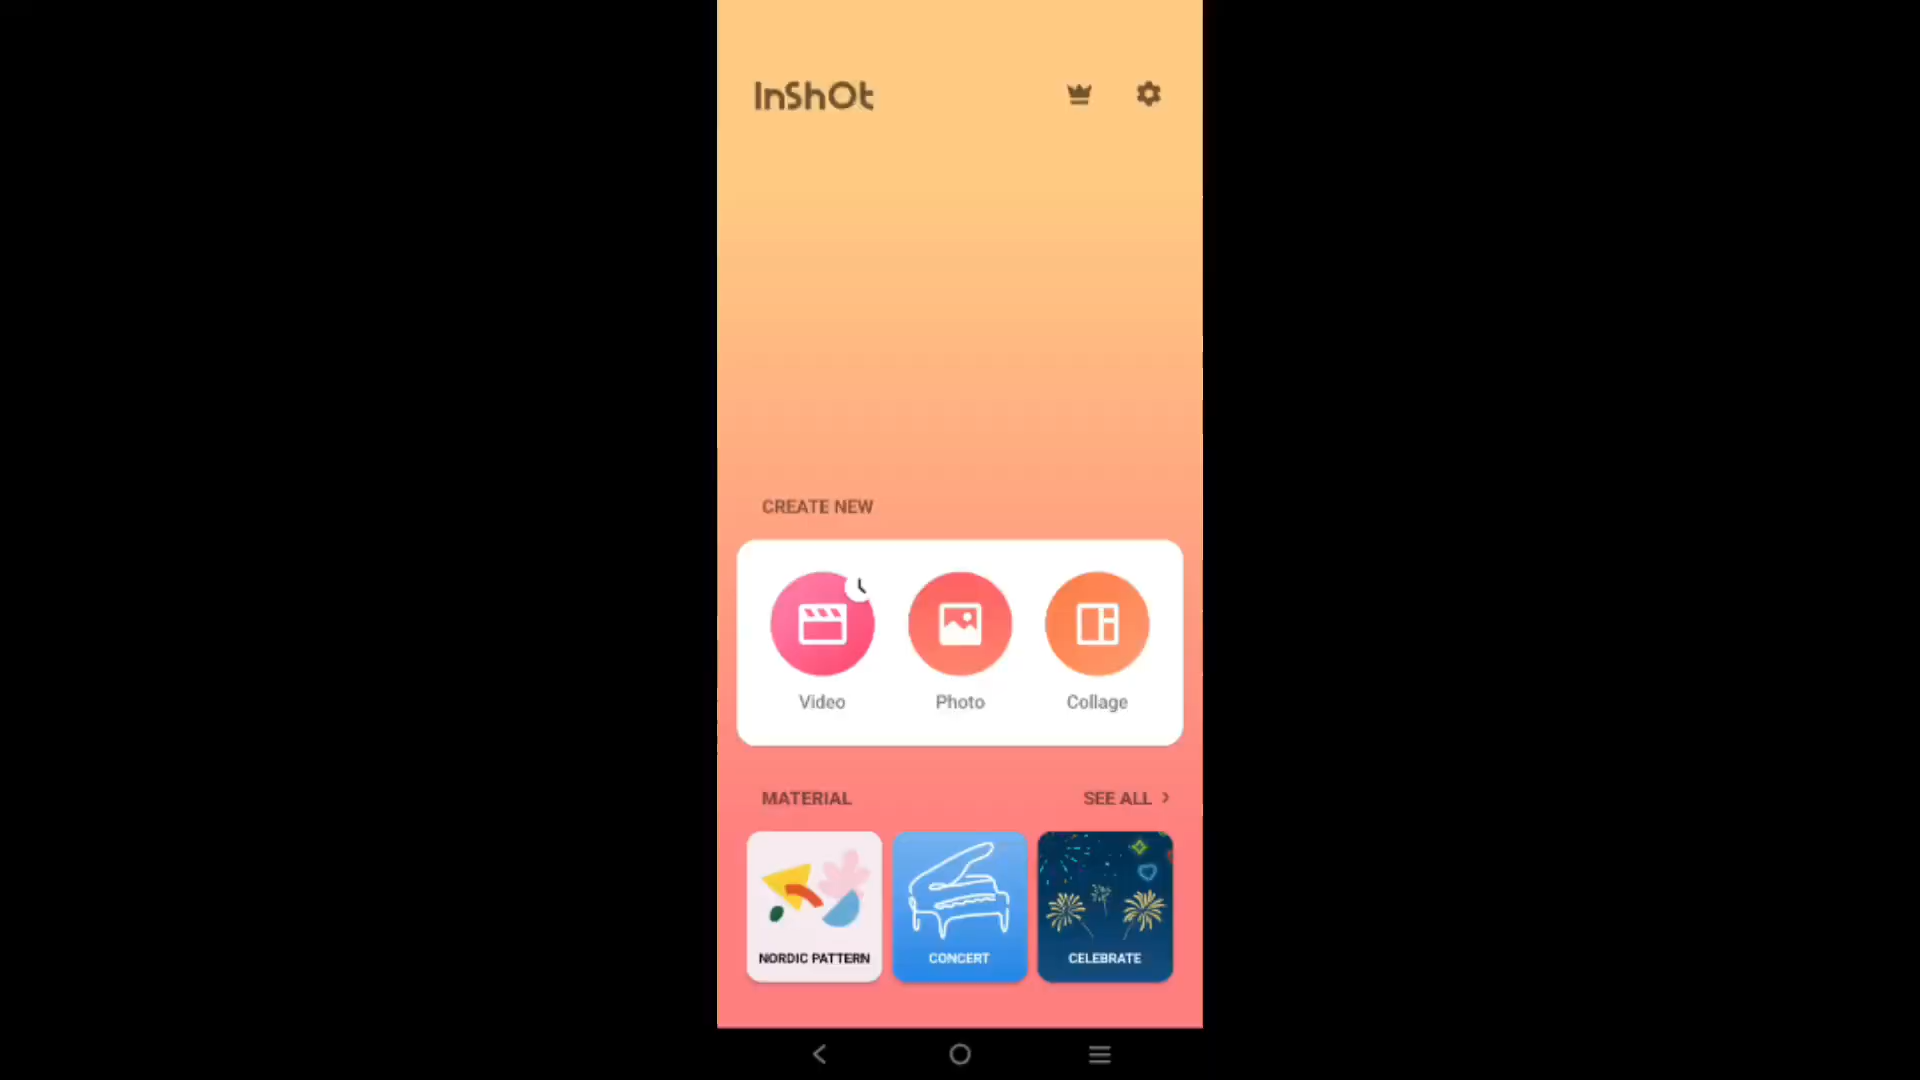 InShOt
CREATE NEW
Video Photo Collage
MATERIAL SEE ALL
NORDIC PATTERN CONCERT CELEBRATE